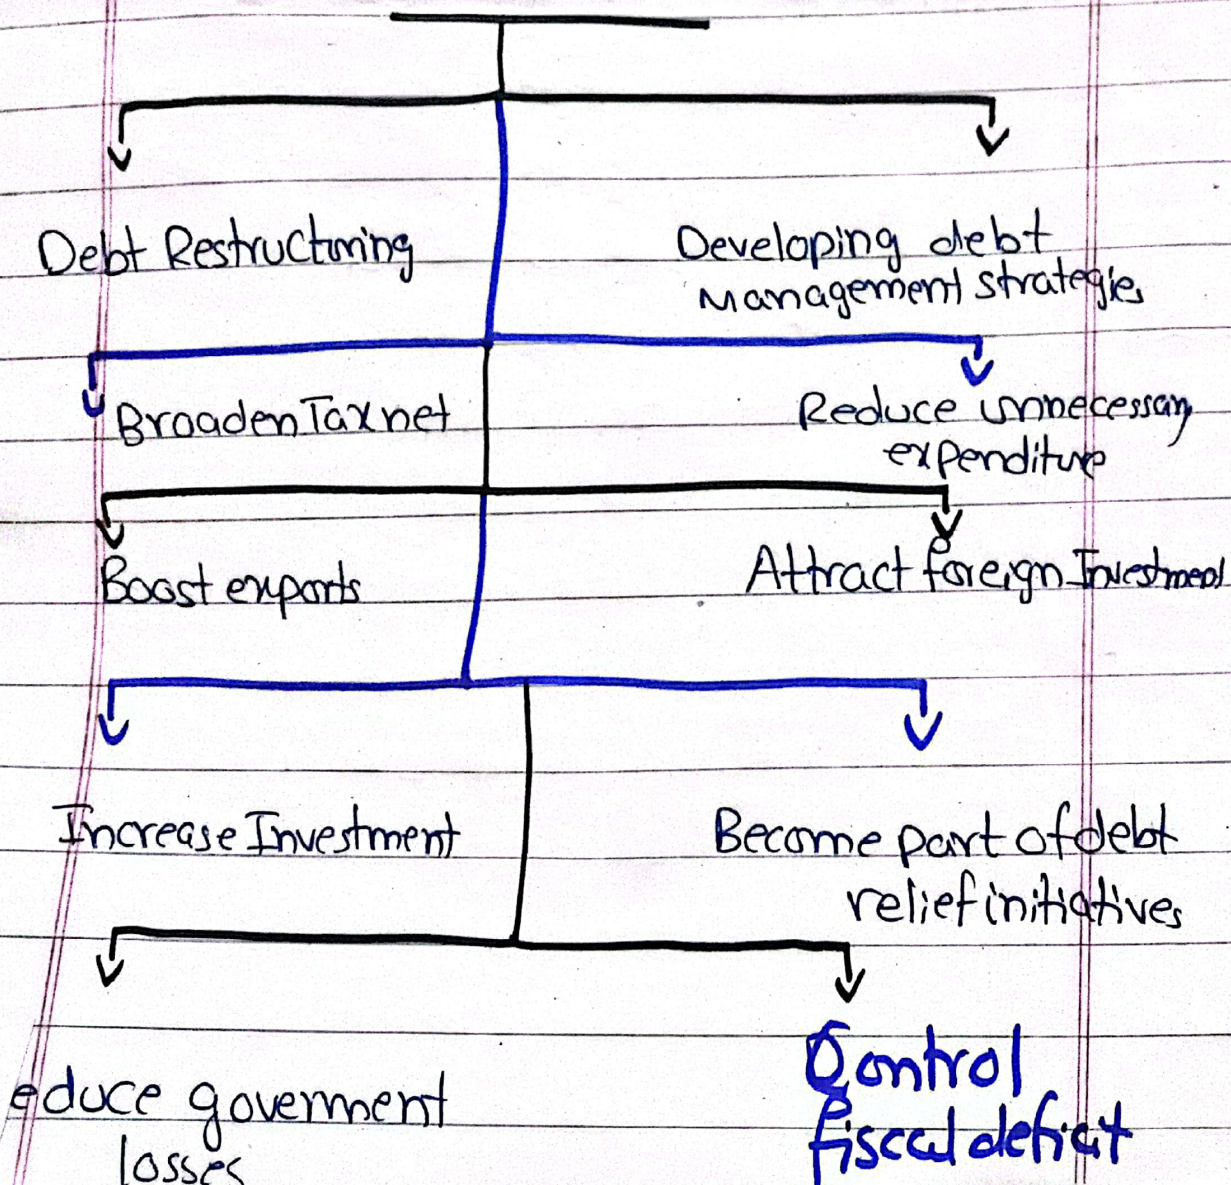 Debt Restructuring
Developing debt
management strategies
Broaden Tax net
Reduce unnecessary
expenditure
Boost exports
Attract foreign Investment
Increase Investment
Become part of debt
relief initiatives
educe government
losses
Control
fiscal deficit